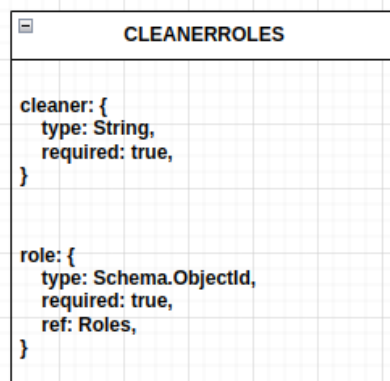 CLEANERROLES
cleaner: {
type: String,
required: true,
}
role: {
type: Schema.ObjectId,
required: true,
ref: Roles,
}